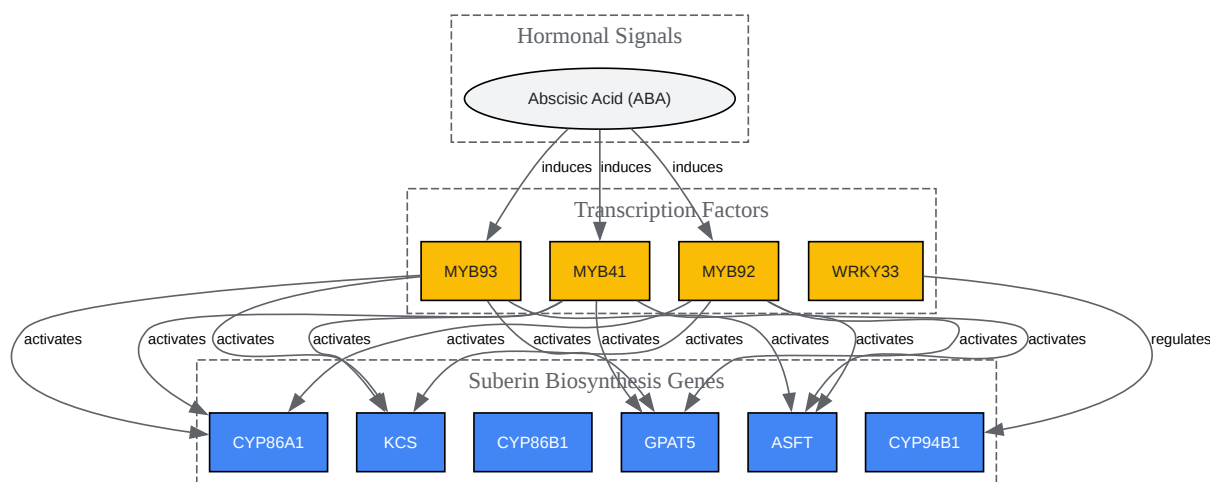 Hormonal Signals
Abscisic Acid (ABA)
induces induces induces
Transcription Factors
MYB93 MYB41 MYB92 WRKY33
activates activates activates activates activates activates activates activates activates activates activates activates regulates
Suberin Biosynthesis Genes
CYP86A1 KCS CYP86B1 GPAT5 ASFT CYP94B1